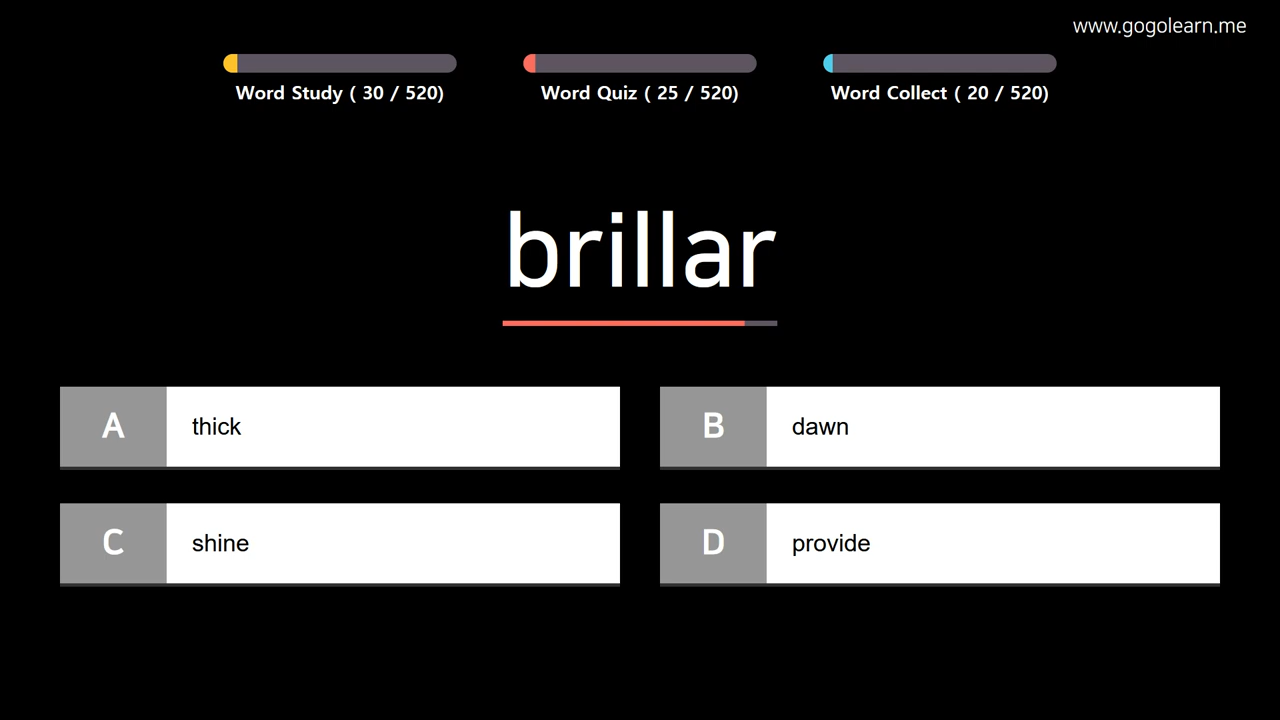 www.gogolearn.me
Word Study ( 30 / 520)
Word Quiz ( 25 / 520)
Word Collect ( 20 / 520)
brillar
A thick
B dawn
C shine
D provide